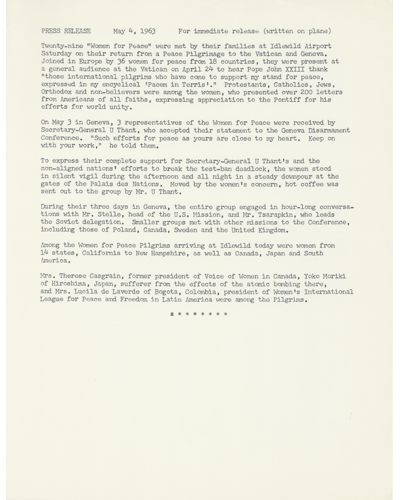 PRESS RELEASE May 4, 1963 For immediate release (written on plane)
Twenty-nine "Women for Peace" were met by their families at Idlewild Airport
Saturday on their return from a Peace Pilgrimage to the Vatican and Geneva.
Joined in Europe by 36 women for peace from 18 countries, they were present at
a general audience at the Vatican on April 24 to hear Pope John XXIII thank
"those international pilgrims who have come to support my stand for peace,
expressed in my encyclical 'Pacem in Terris'." Protestants, Catholics, Jews,
Orthodox and non-believers were among the women, who presented over 200 letters
from Americans of all faiths, expressing appreciation to the Pontiff for his
efforts for world unity.
On May 3 in Geneva, 3 representatives of the Women for Peace were received by
Secretary-General U Thant, who accepted their statement to the Geneva Disarmament
Conference. "Such efforts for peace as yours are close to my heart. Keep on
with your work," he told them.
To express their complete support for Secretary-General U Thant's and the
non-aligned nations' efforts to break the test-ban deadlock, the women stood
in silent vigil during the afternoon and all night in a steady downpour at the
gates of the Palais des Nations. Moved by the women's concern, hot coffee was
sent out to the group by Mr. U Thant.
During their three days in Geneva, the entire group engaged in hour-long conversa-
tions with Mr. Stelle, head of the U.S. Mission, and Mr. Tsarapkin, who leads
the Soviet delegation. Smaller groups met with other missions to the Conference,
including those of Poland, Canada, Sweden and the United Kingdom.
Among the Women for Peace Pilgrims arriving at Idlewild today were women from
14 states, California to New Hampshire, as well as Canada, Japan and South
America.
Mrs. Therese Casgrain, former president of Voice of Women in Canada, Yoko Moriki
of Hiroshima, Japan, sufferer from the effects of the atomic bombing there,
and Mrs. Lucila de Laverde of Bogota, Colombia, president of Women's International
League for Peace and Freedom in Latin America were among the Pilgrims.
* * * * * * * *